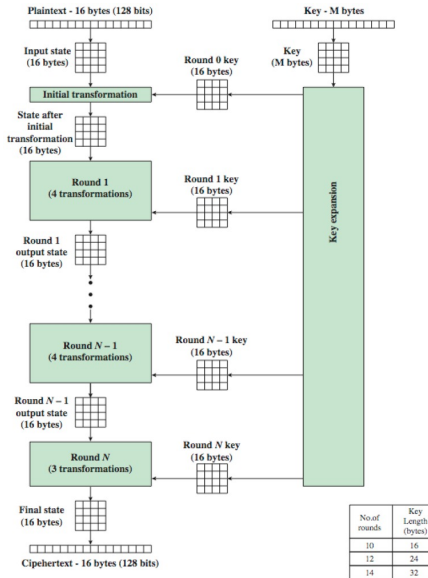 Plaintext - 16 bytes (128 bits)
Key - M bytes
Input state
(16 bytes)
Round 0 key
(16 bytes)
Key
(M bytes)
Initial transformation
State after
initial
transformation
(16 bytes)
Round 1
(4 transformations)
Round 1 key
(16 bytes)
Key expansion
Round 1
output state
(16 bytes)
Round N – 1
(4 transformations)
Round N – 1 key
(16 bytes)
Round N – 1
output state
(16 bytes)
Round N
(3 transformations)
Round N key
(16 bytes)
Final state
(16 bytes)
Cipehertext - 16 bytes (128 bits)
No.of
rounds
Key
Length
(bytes)
10 16
12 24
14 32